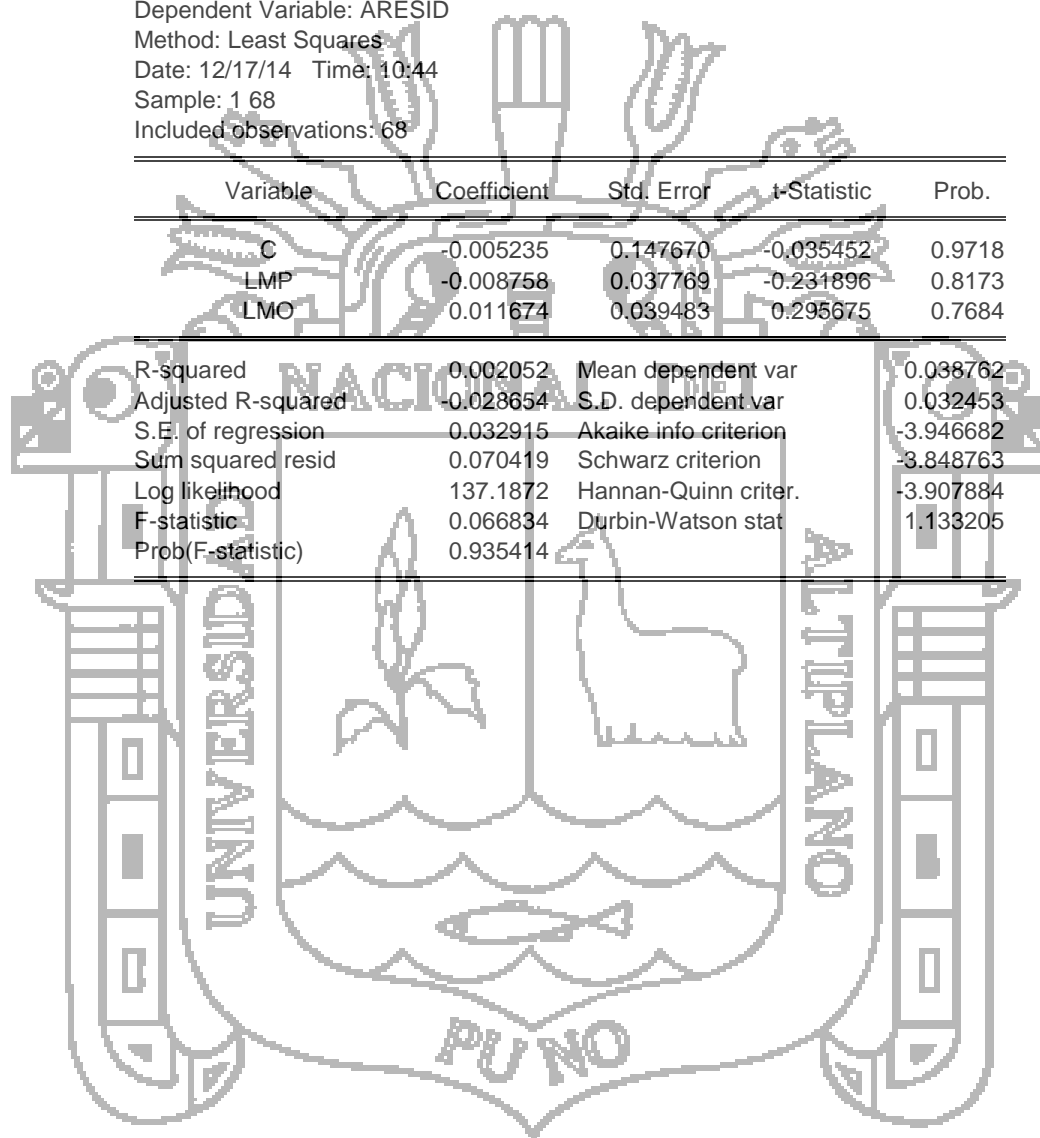 Dependent Variable: ARESID
Method: Least Squares
Date: 12/17/14 Time: 10:44
Sample: 1 68
Included observations: 68
Variable Coefficient Std. Error t-Statistic Prob.
C -0.005235 0.147670 -0.035452 0.9718
LMP -0.008758 0.037769 -0.231896 0.8173
LMO 0.011674 0.039483 0.295675 0.7684
R-squared 0.002052 Mean dependent var 0.038762
Adjusted R-squared -0.028654 S.D. dependent var 0.032453
S.E. of regression 0.032915 Akaike info criterion -3.946682
Sum squared resid 0.070419 Schwarz criterion -3.848763
Log likelihood 137.1872 Hannan-Quinn criter. -3.907884
F-statistic 0.066834 Durbin-Watson stat 1.133205
Prob(F-statistic) 0.935414
UNIVERSIDAD
NACIONAL DEL
ALTIPLANO
PUNO